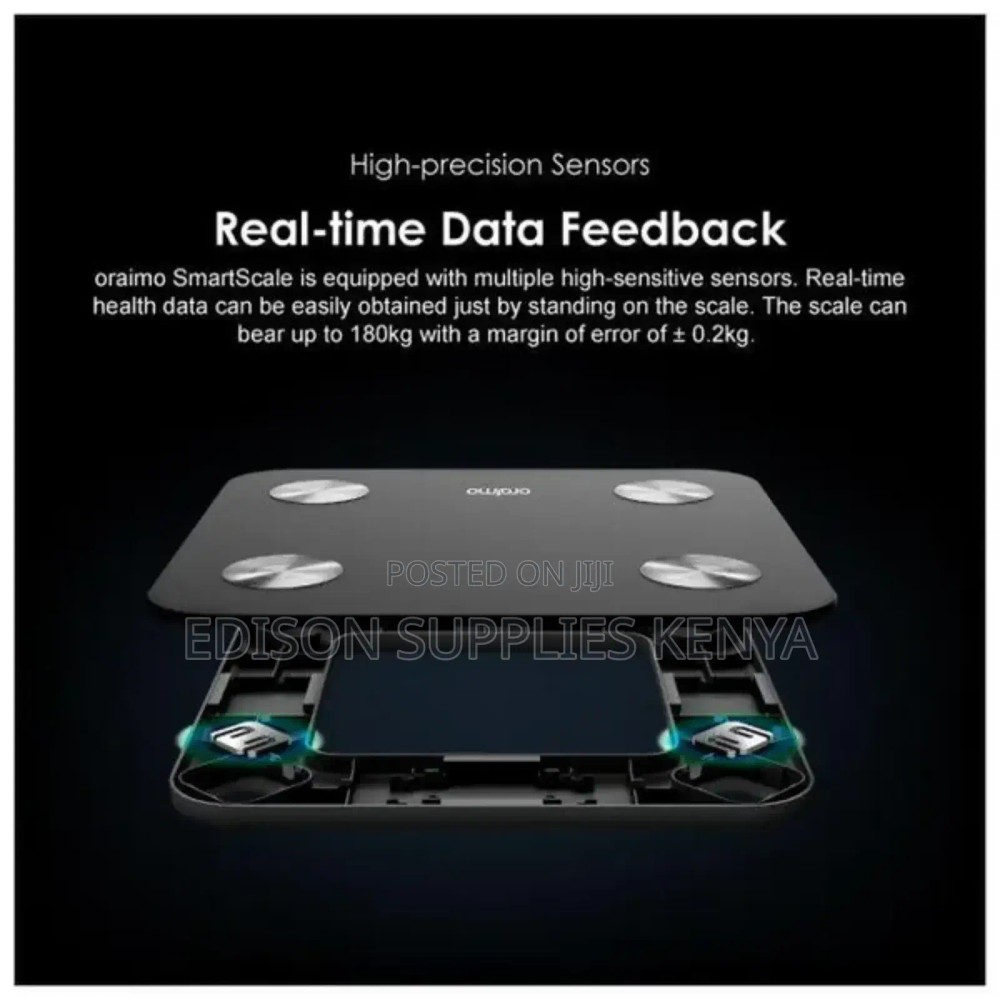 High-precision Sensors
Real-time Data Feedback
oraimo SmartScale is equipped with multiple high-sensitive sensors. Real-time
health data can be easily obtained just by standing on the scale. The scale can
bear up to 180kg with a margin of error of ± 0.2kg.
oraimo
POSTED ON JIJI
EDISON SUPPLIES KENYA